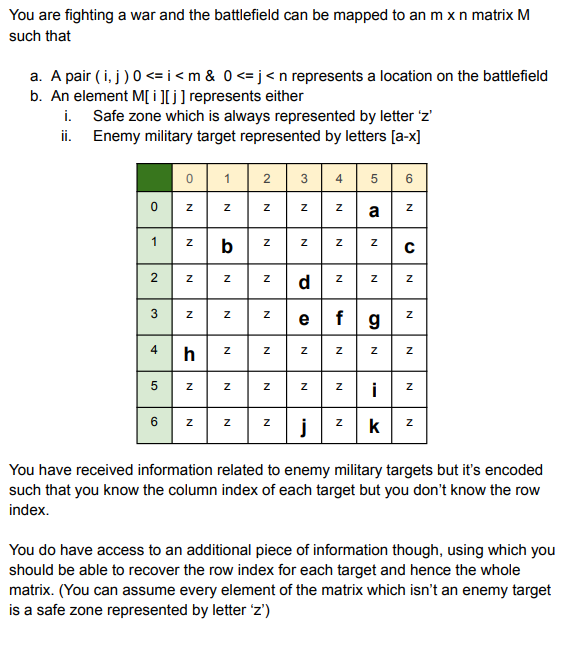 You are fighting a war and the battlefield can be mapped to an m x n matrix M
such that
a. A pair ( i, j ) 0 <= i < m & 0 <= j < n represents a location on the battlefield
b. An element M[ i ][ j ] represents either
i. Safe zone which is always represented by letter ‘z’
ii. Enemy military target represented by letters [a-x]
0 1 2 3 4 5 6
0 z z z z z a z
1 z b z z z z c
2 z z z d z z z
3 z z z e f g z
4 h z z z z z z
5 z z z z z i z
6 z z z j z k z
You have received information related to enemy military targets but it’s encoded
such that you know the column index of each target but you don’t know the row
index.
You do have access to an additional piece of information though, using which you
should be able to recover the row index for each target and hence the whole
matrix. (You can assume every element of the matrix which isn’t an enemy target
is a safe zone represented by letter ‘z’)